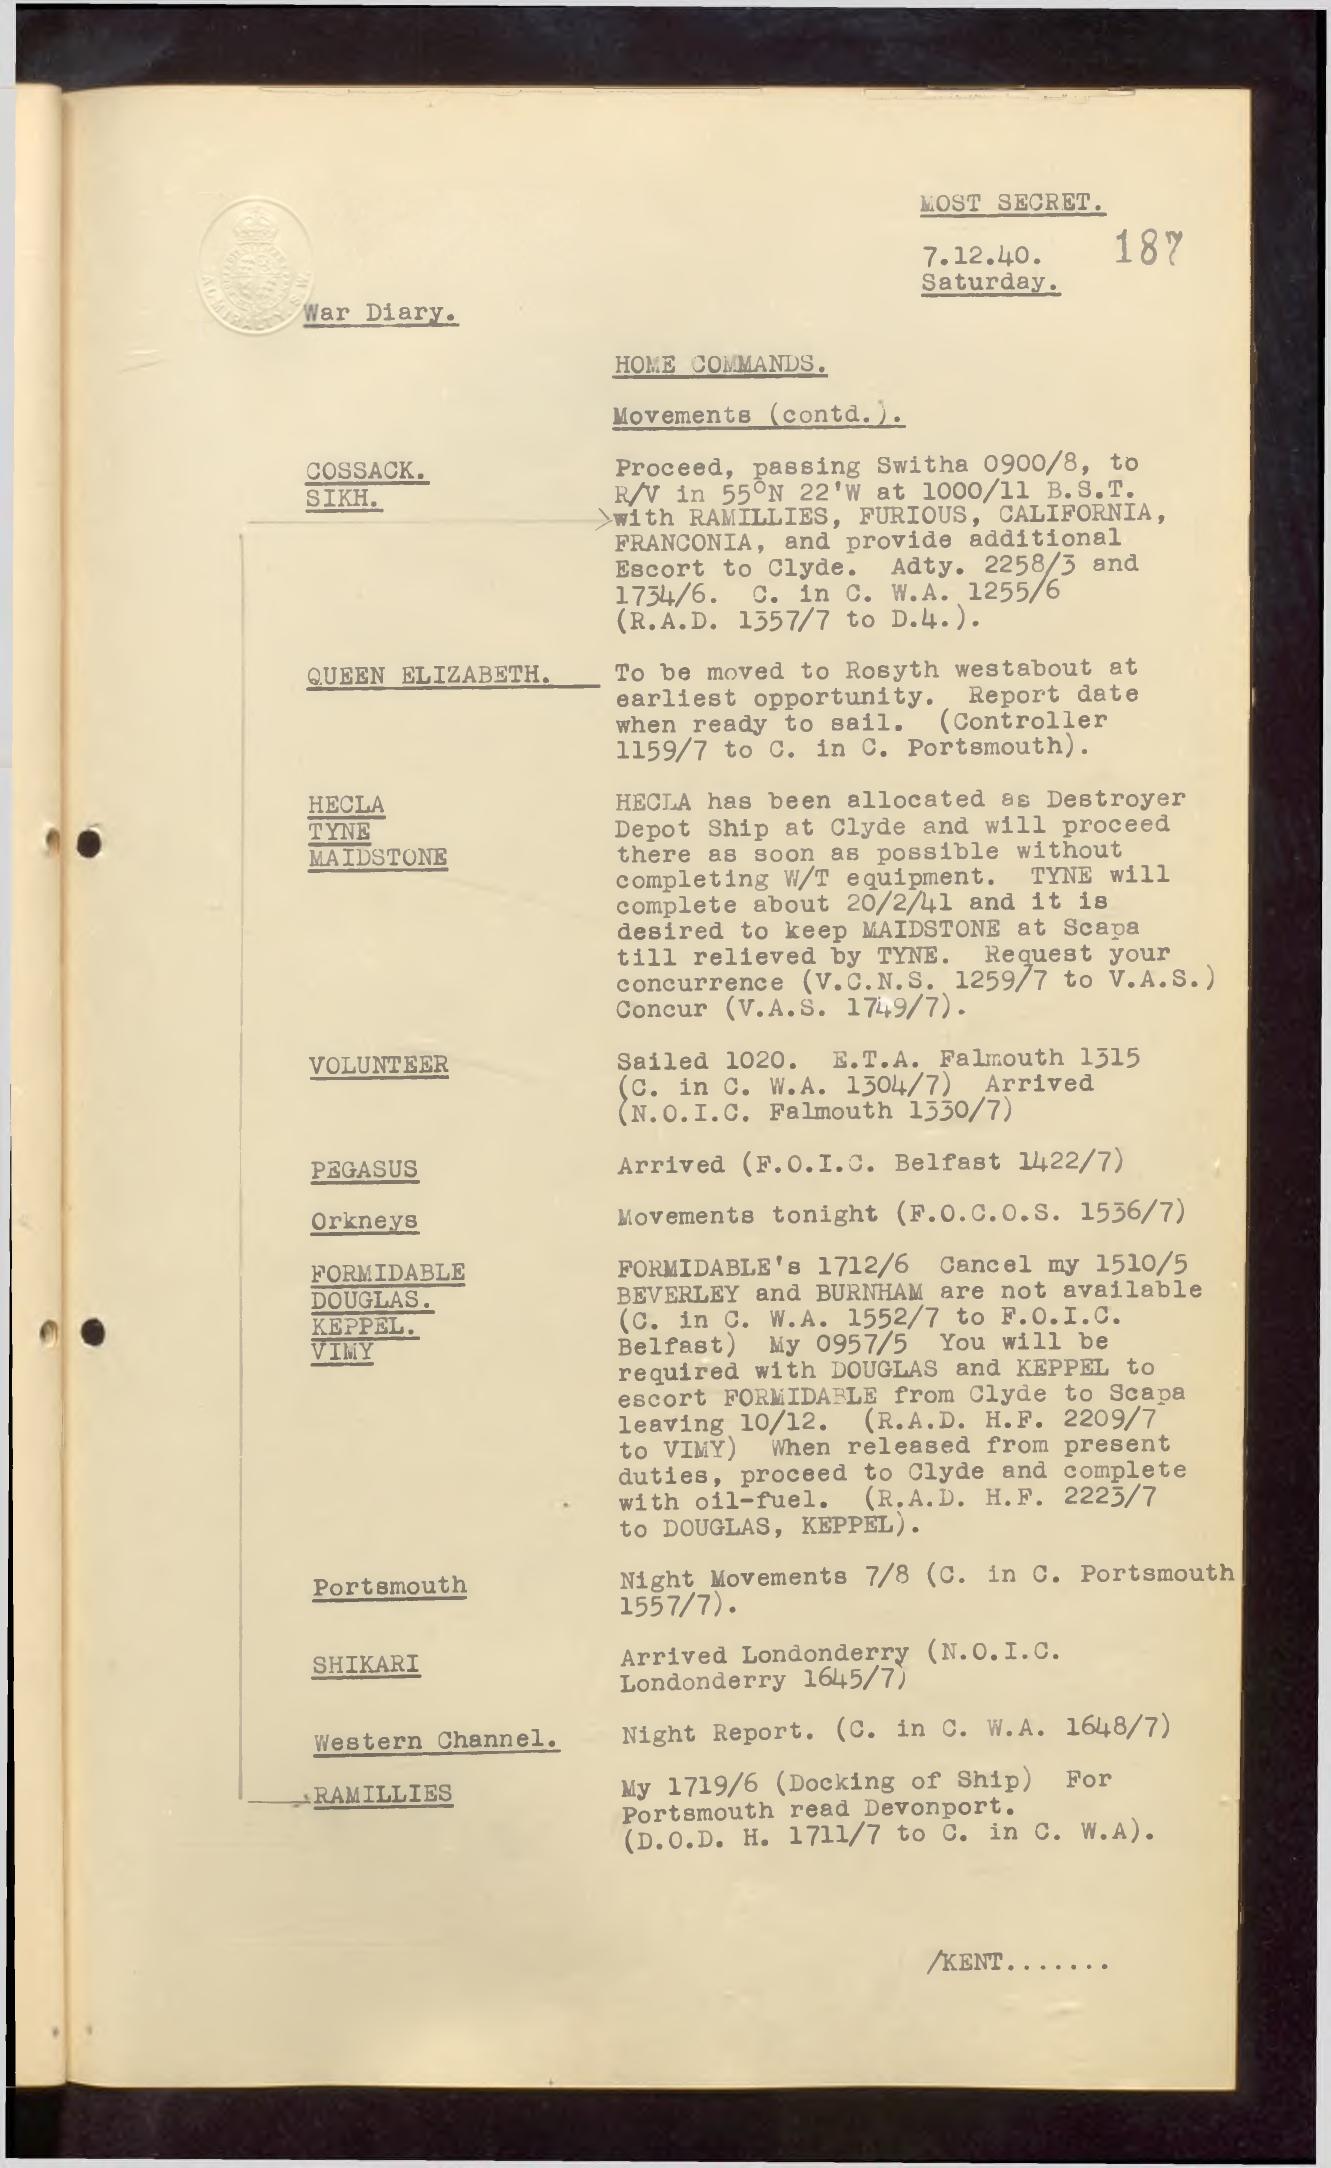 MOST SECRET.
7.12.40. 187
Saturday.
ADMIRALTY. S.W.
War Diary.
HOME COMMANDS.
Movements (contd.).
COSSACK.
SIKH.
Proceed, passing Switha 0900/8, to
R/V in 55°N 22'W at 1000/11 B.S.T.
with RAMILLIES, FURIOUS, CALIFORNIA,
FRANCONIA, and provide additional
Escort to Clyde. Adty. 2258/3 and
1734/6. C. in C. W.A. 1255/6
(R.A.D. 1357/7 to D.4.).
QUEEN ELIZABETH.
To be moved to Rosyth westabout at
earliest opportunity. Report date
when ready to sail. (Controller
1159/7 to C. in C. Portsmouth).
HECLA
TYNE
MAIDSTONE
HECLA has been allocated as Destroyer
Depot Ship at Clyde and will proceed
there as soon as possible without
completing W/T equipment. TYNE will
complete about 20/2/41 and it is
desired to keep MAIDSTONE at Scapa
till relieved by TYNE. Request your
concurrence (V.C.N.S. 1259/7 to V.A.S.)
Concur (V.A.S. 1749/7).
VOLUNTEER
Sailed 1020. E.T.A. Falmouth 1315
(C. in C. W.A. 1304/7) Arrived
(N.O.I.C. Falmouth 1330/7)
PEGASUS
Arrived (F.O.I.C. Belfast 1422/7)
Orkneys
Movements tonight (F.O.C.O.S. 1536/7)
FORMIDABLE
DOUGLAS.
KEPPEL.
VIMY
FORMIDABLE's 1712/6 Cancel my 1510/5
BEVERLEY and BURNHAM are not available
(C. in C. W.A. 1552/7 to F.O.I.C.
Belfast) My 0957/5 You will be
required with DOUGLAS and KEPPEL to
escort FORMIDABLE from Clyde to Scapa
leaving 10/12. (R.A.D. H.F. 2209/7
to VIMY) When released from present
duties, proceed to Clyde and complete
with oil-fuel. (R.A.D. H.F. 2223/7
to DOUGLAS, KEPPEL).
Portsmouth
Night Movements 7/8 (C. in C. Portsmouth
1557/7).
SHIKARI
Arrived Londonderry (N.O.I.C.
Londonderry 1645/7)
Western Channel.
Night Report. (C. in C. W.A. 1648/7)
RAMILLIES
My 1719/6 (Docking of Ship) For
Portsmouth read Devonport.
(D.O.D. H. 1711/7 to C. in C. W.A).
/KENT.......